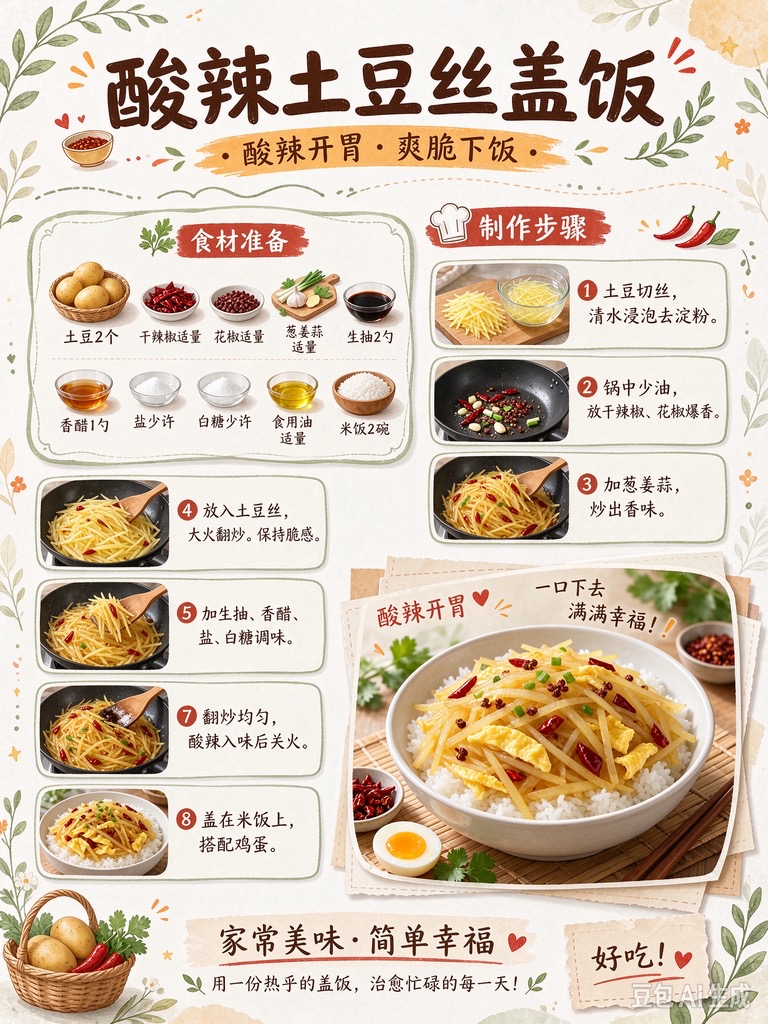 酸辣土豆丝盖饭
·酸辣开胃·爽脆下饭·
食材准备
土豆2个
干辣椒适量
花椒适量
葱姜蒜
适量
生抽2勺
香醋1勺
盐少许
白糖少许
食用油
适量
米饭2碗
制作步骤
1 土豆切丝，
清水浸泡去淀粉。
2 锅中少油，
放干辣椒、花椒爆香。
3 加葱姜蒜，
炒出香味。
4 放入土豆丝，
大火翻炒。保持脆感。
5 加生抽、香醋、
盐、白糖调味。
7 翻炒均匀，
酸辣入味后关火。
8 盖在米饭上，
搭配鸡蛋。
酸辣开胃
一口下去
满满幸福！！
家常美味·简单幸福
用一份热乎的盖饭，治愈忙碌的每一天！
好吃！
豆包AI生成